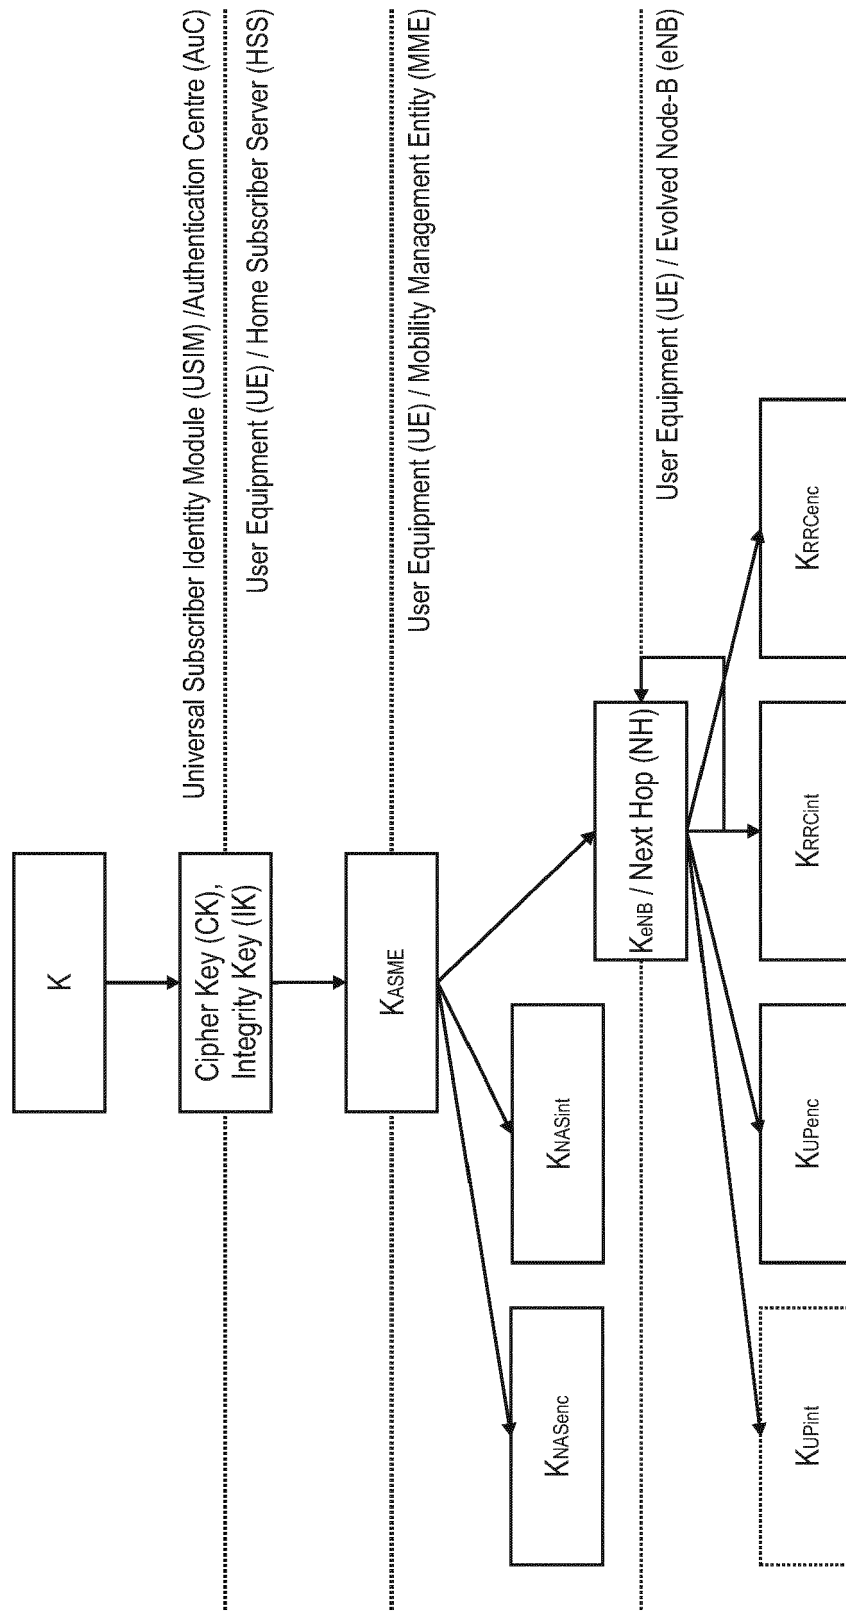 K
Universal Subscriber Identity Module (USIM) /Authentication Centre (AuC)
Cipher Key (CK),
Integrity Key (IK)
User Equipment (UE) / Home Subscriber Server (HSS)
KASME
User Equipment (UE) / Mobility Management Entity (MME)
KNASenc
KNASint
KeNB / Next Hop (NH)
User Equipment (UE) / Evolved Node-B (eNB)
KUPint
KUPenc
KRRCint
KRRCenc